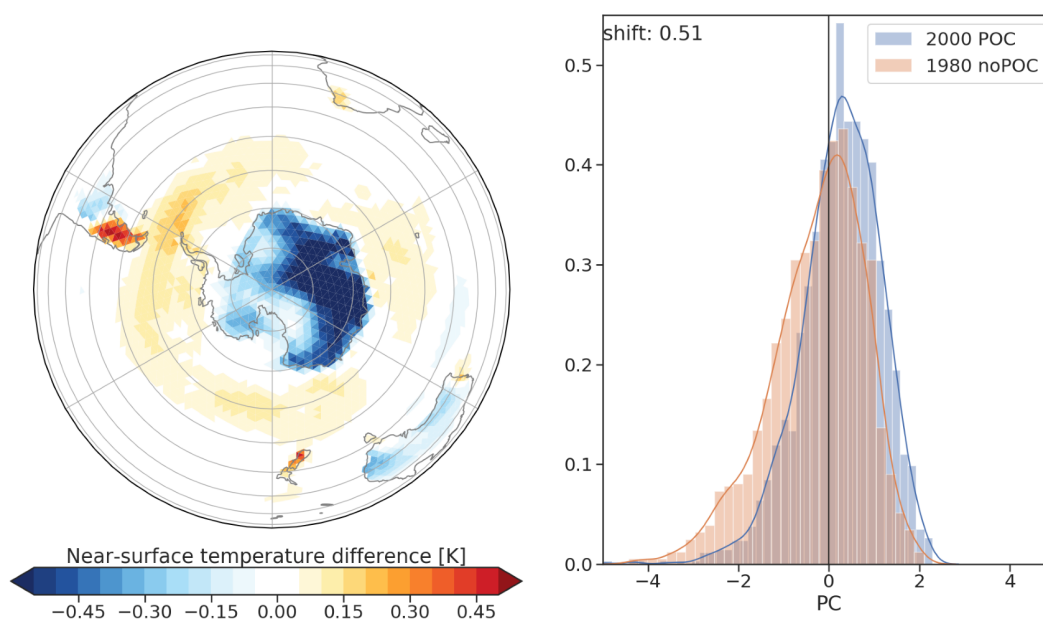 Near-surface temperature difference [K]
−0.45 −0.30 −0.15 0.00 0.15 0.30 0.45
shift: 0.51
2000 POC
1980 noPOC
0.5
0.4
0.3
0.2
0.1
0.0
−4 −2 0 2 4
PC